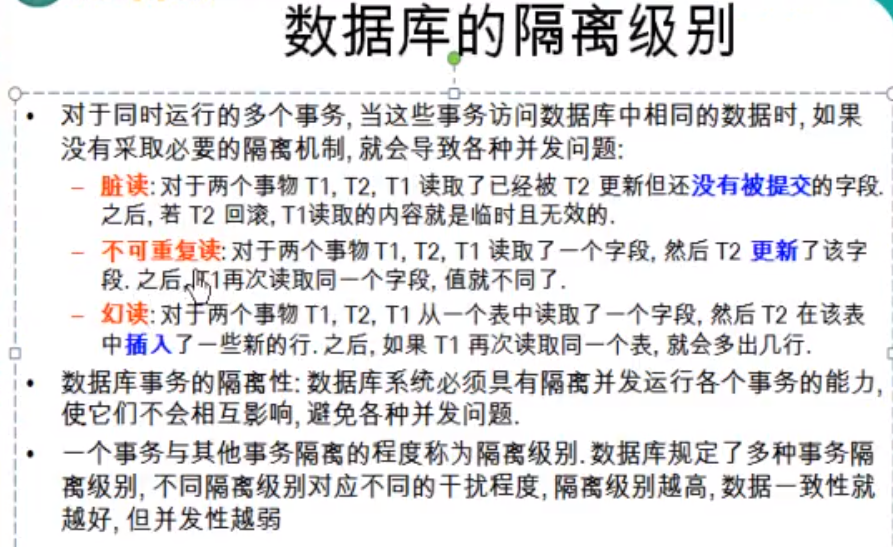 数据库的隔离级别
• 对于同时运行的多个事务, 当这些事务访问数据库中相同的数据时, 如果
没有采取必要的隔离机制, 就会导致各种并发问题:
– 脏读: 对于两个事物 T1, T2, T1 读取了已经被 T2 更新但还没有被提交的字段.
之后, 若 T2 回滚, T1读取的内容就是临时且无效的.
– 不可重复读: 对于两个事物 T1, T2, T1 读取了一个字段, 然后 T2 更新了该字
段. 之后, T1再次读取同一个字段, 值就不同了.
– 幻读: 对于两个事物 T1, T2, T1 从一个表中读取了一个字段, 然后 T2 在该表
中插入了一些新的行. 之后, 如果 T1 再次读取同一个表, 就会多出几行.
• 数据库事务的隔离性: 数据库系统必须具有隔离并发运行各个事务的能力,
使它们不会相互影响, 避免各种并发问题.
• 一个事务与其他事务隔离的程度称为隔离级别. 数据库规定了多种事务隔
离级别, 不同隔离级别对应不同的干扰程度, 隔离级别越高, 数据一致性就
越好, 但并发性越弱